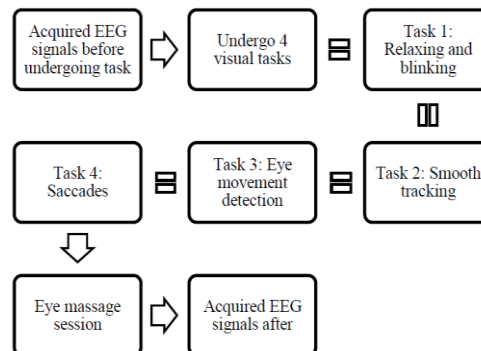 Acquired EEG
signals before
undergoing task
Undergo 4
visual tasks
Task 1:
Relaxing and
blinking
Task 2: Smooth
tracking
Task 3: Eye
movement
detection
Task 4:
Saccades
Eye massage
session
Acquired EEG
signals after